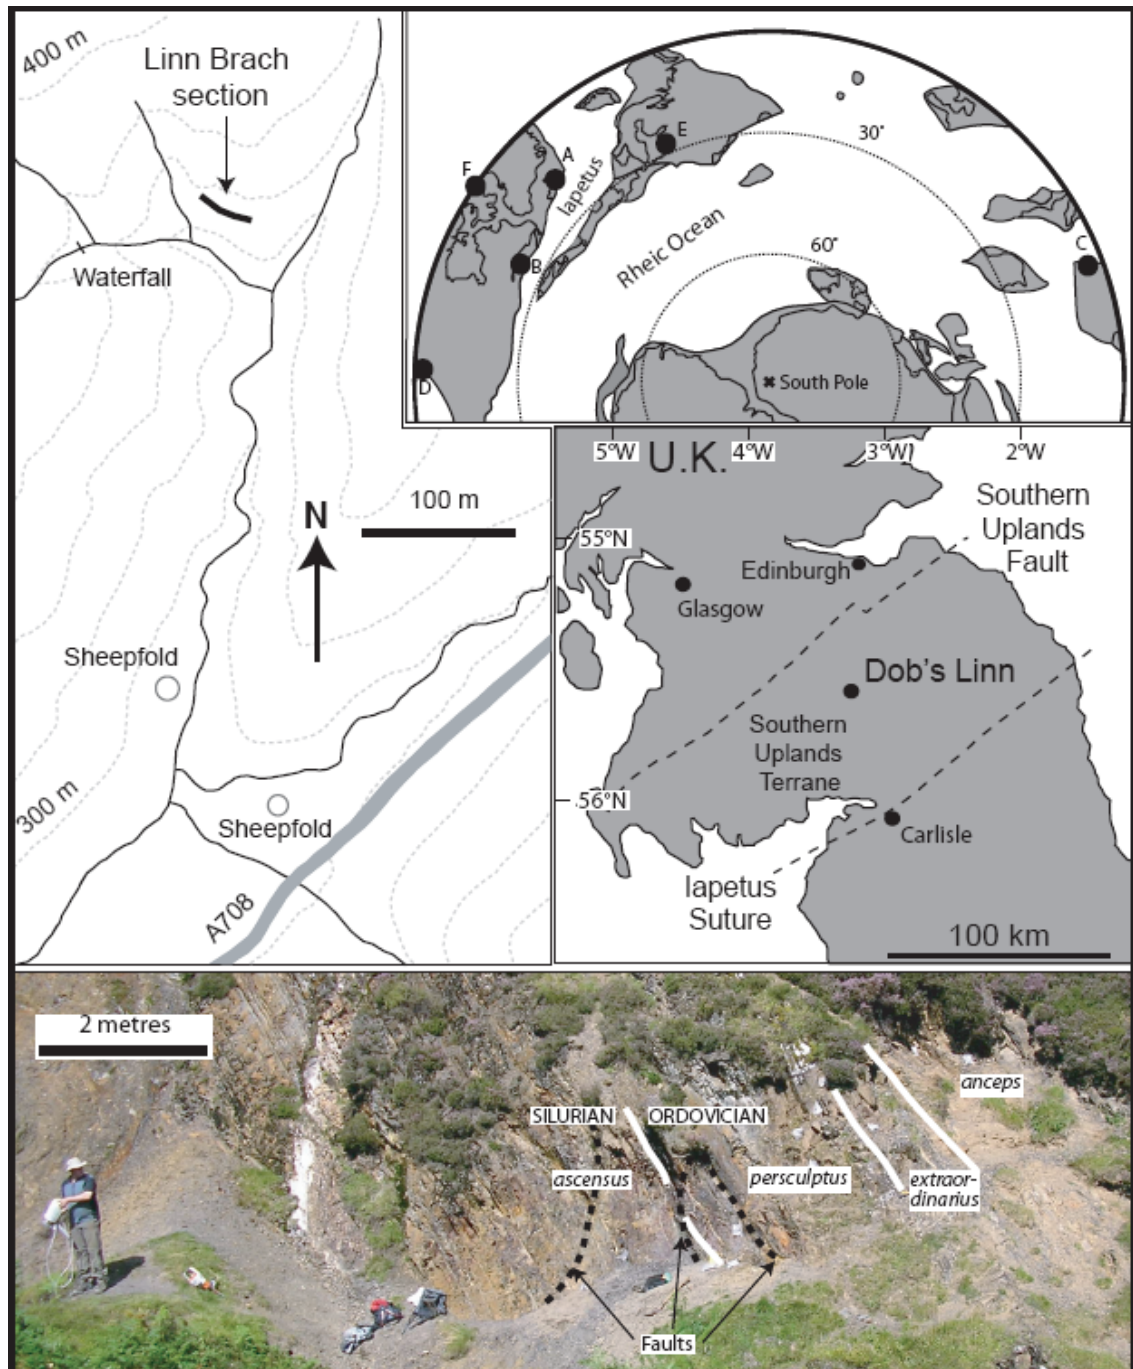 400 m
Linn Brach
section
Waterfall
100 m
N
Sheepfold
300 m
Sheepfold
A708
F
A
E
B
C
D
Iapetus
Rheic Ocean
30°
60°
South Pole
5°W
U.K.
4°W
3°W
2°W
55°N
Southern
Uplands
Fault
Edinburgh
Glasgow
Dob's Linn
Southern
Uplands
Terrane
56°N
Carlisle
Iapetus
Suture
100 km
2 metres
SILURIAN
ORDOVICIAN
anceps
ascensus
persculptus
extraor-
dinarius
Faults